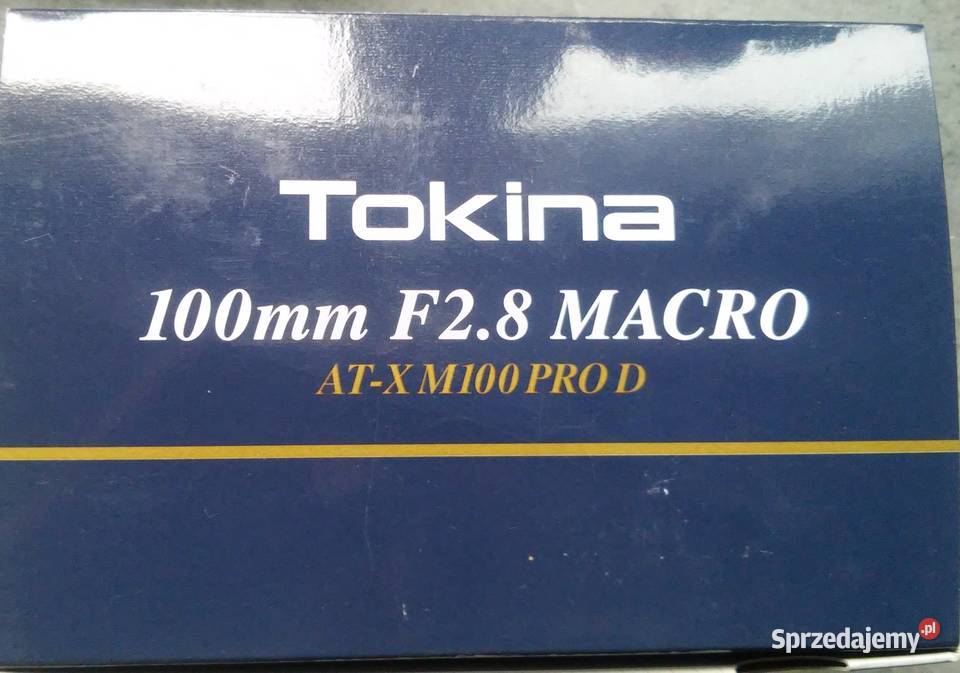 Tokina
100mm F2.8 MACRO
AT-X M100 PRO D
Sprzedajemy.pl